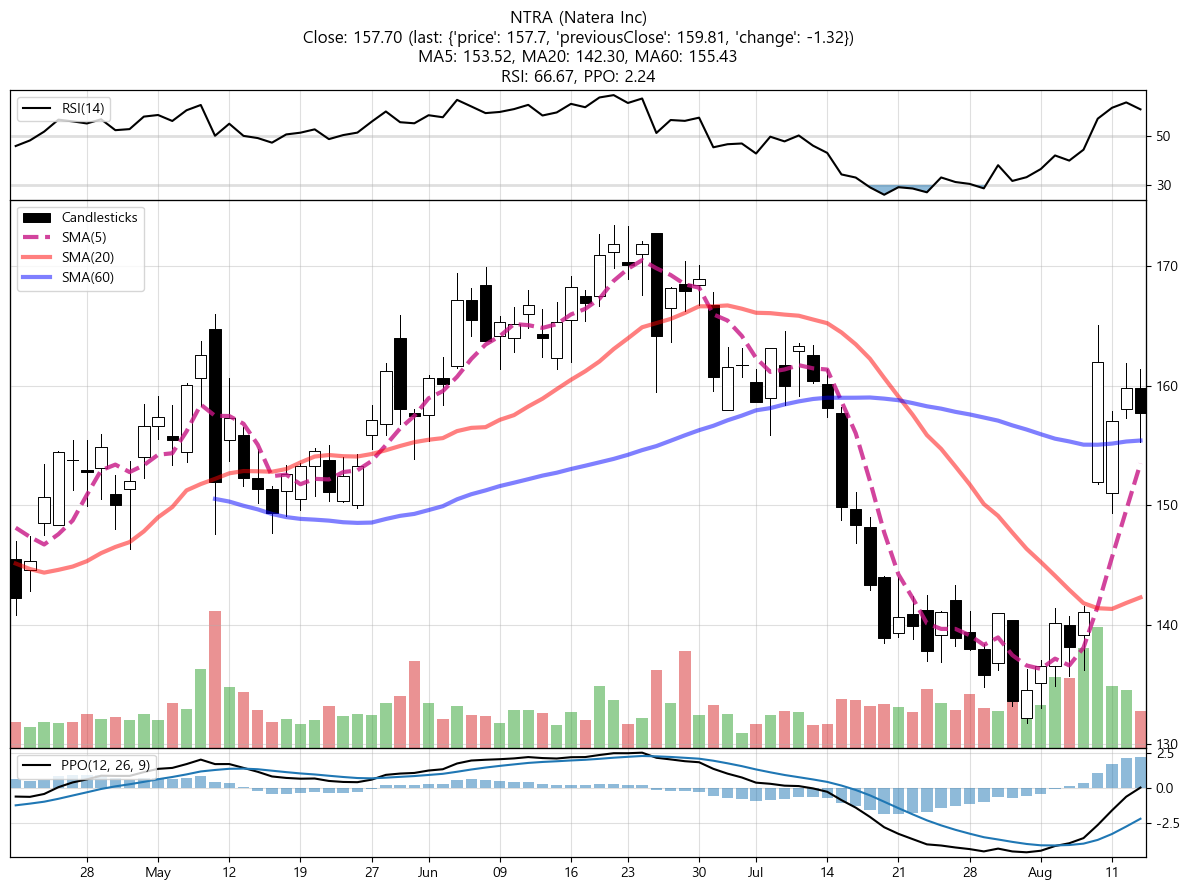 NTRA (Natera Inc)
Close: 157.70 (last: {'price': 157.7, 'previousClose': 159.81, 'change': -1.32})
MA5: 153.52, MA20: 142.30, MA60: 155.43
RSI: 66.67, PPO: 2.24
RSI(14)
50
30
Candlesticks
SMA(5)
SMA(20)
SMA(60)
170
160
150
140
130
PPO(12, 26, 9)
2.5
0.0
-2.5
28 May 12 19 27 Jun 09 16 23 30 Jul 14 21 28 Aug 11